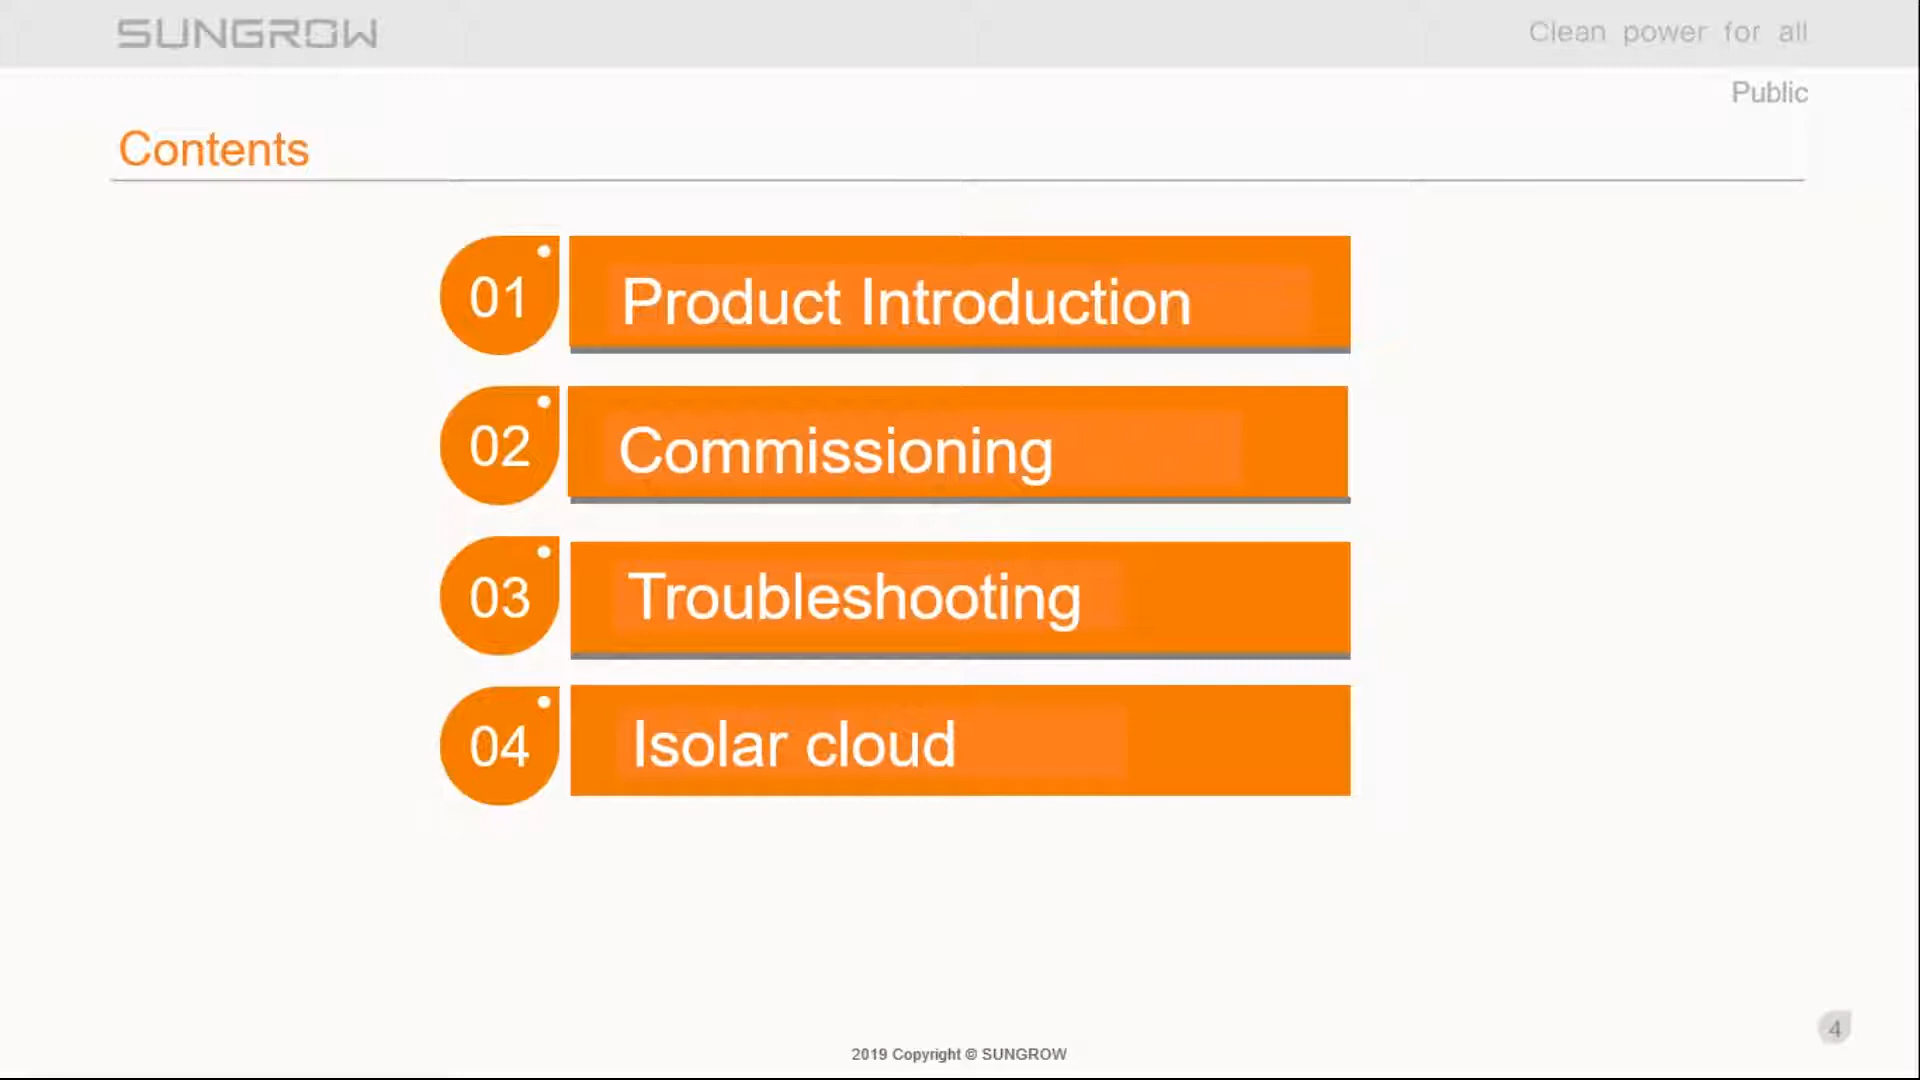 SUNGROW
Clean power for all
Public
Contents
01 Product Introduction
02 Commissioning
03 Troubleshooting
04 Isolar cloud
4
2019 Copyright © SUNGROW